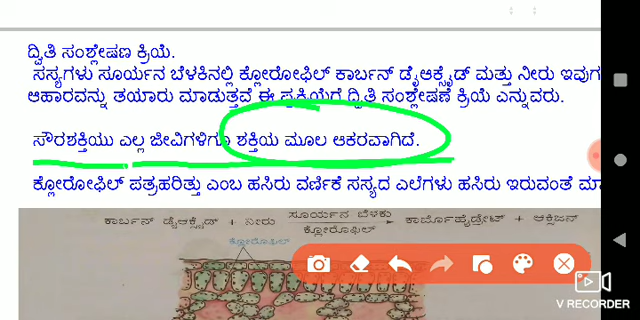 ದ್ವಿತಿ ಸಂಶ್ಲೇಷಣ ಕ್ರಿಯೆ.
ಸಸ್ಯಗಳು ಸೂರ್ಯನ ಬೆಳಕಿನಲ್ಲಿ ಕ್ಲೋರೋಫಿಲ್ ಕಾರ್ಬನ್ ಡೈಆಕ್ಸೈಡ್ ಮತ್ತು ನೀರು ಇವುಗ
ಆಹಾರವನ್ನು ತಯಾರು ಮಾಡುತ್ತವೆ ಈ ಪ್ರಕ್ರಿಯೆಗೆ ದ್ವಿತಿ ಸಂಶ್ಲೇಷಣೆ ಕ್ರಿಯೆ ಎನ್ನುವರು.
ಸೌರಶಕ್ತಿಯು ಎಲ್ಲ ಜೀವಿಗಳಿಗೂ ಶಕ್ತಿಯ ಮೂಲ ಆಕರವಾಗಿದೆ.
ಕ್ಲೋರೋಫಿಲ್ ಪತ್ರಹರಿತ್ತು ಎಂಬ ಹಸಿರು ವರ್ಣಿಕೆ ಸಸ್ಯದ ಎಲೆಗಳು ಹಸಿರು ಇರುವಂತೆ ಮಾ
ಕಾರ್ಬನ್ ಡೈಆಕ್ಸೈಡ್ + ನೀರು ಸೂರ್ಯನ ಬೆಳಕು ಕ್ಲೋರೊಫಿಲ್ ಕಾರ್ಬೊಹೈಡ್ರೇಟ್ + ಆಕ್ಸಿಜನ್
ಕ್ಲೋರೊಫಿಲ್
V RECORDER